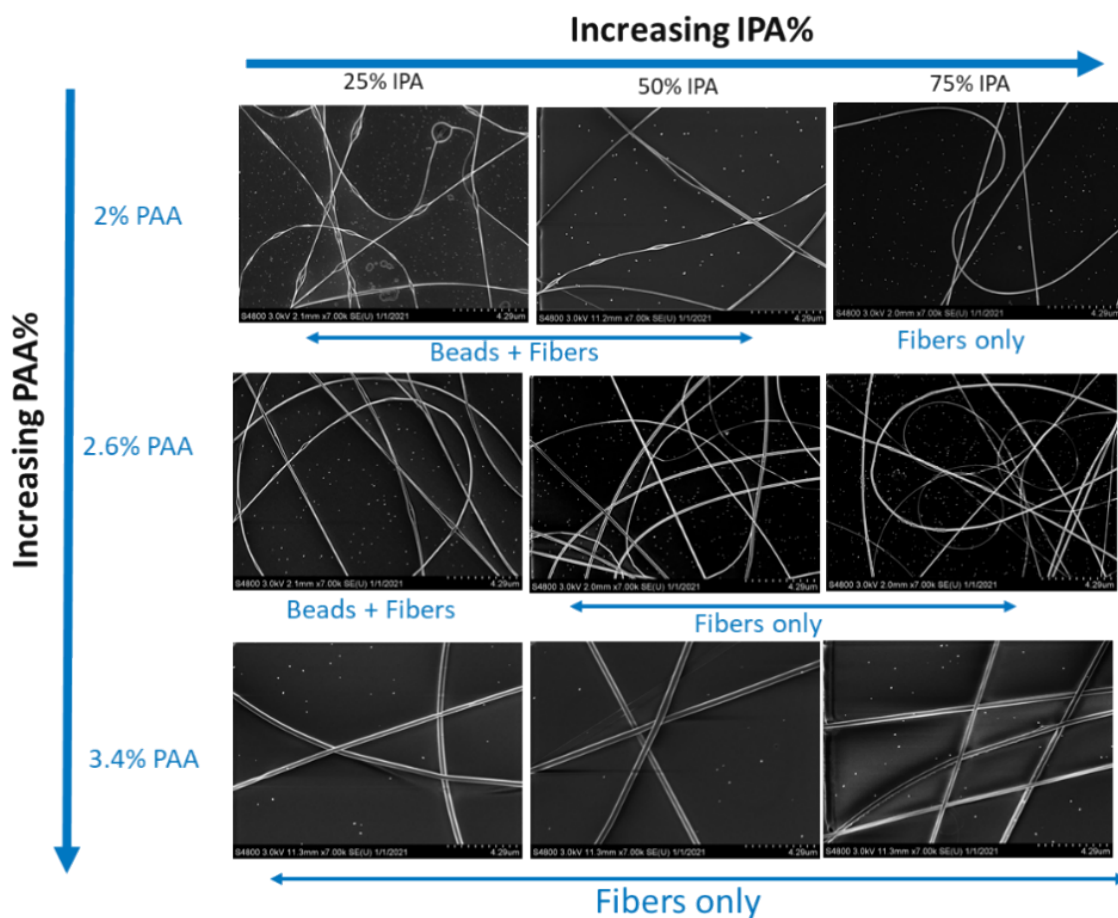 Increasing IPA%
25% IPA
50% IPA
75% IPA
Increasing PAA%
2% PAA
S4800 3.0kV 2.1mm x7.00k SE(U) 1/1/2021 4.29um
S4800 3.0kV 11.2mm x7.00k SE(U) 1/1/2021 4.29um
S4800 3.0kV 2.0mm x7.00k SE(U) 1/1/2021 4.29um
Beads + Fibers
Fibers only
2.6% PAA
S4800 3.0kV 2.1mm x7.00k SE(U) 1/1/2021 4.29um
S4800 3.0kV 2.0mm x7.00k SE(U) 1/1/2021 4.29um
S4800 3.0kV 2.0mm x7.00k SE(U) 1/1/2021 4.29um
Beads + Fibers
Fibers only
3.4% PAA
S4800 3.0kV 11.3mm x7.00k SE(U) 1/1/2021 4.29um
S4800 3.0kV 11.3mm x7.00k SE(U) 1/1/2021 4.29um
S4800 3.0kV 11.3mm x7.00k SE(U) 1/1/2021 4.29um
Fibers only